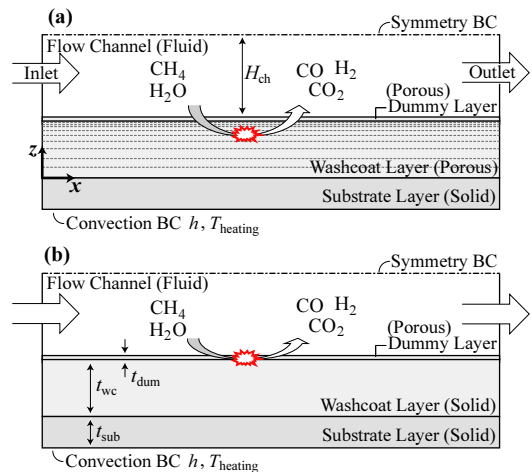 (a)
Symmetry BC
Flow Channel (Fluid)
Inlet
CH4
H2O
Hch
CO H2
CO2
Outlet
(Porous)
Dummy Layer
z
Washcoat Layer (Porous)
x
Substrate Layer (Solid)
Convection BC h, Theating
(b)
Symmetry BC
Flow Channel (Fluid)
CH4
H2O
CO H2
CO2
(Porous)
Dummy Layer
tdum
twc
Washcoat Layer (Solid)
tsub
Substrate Layer (Solid)
Convection BC h, Theating